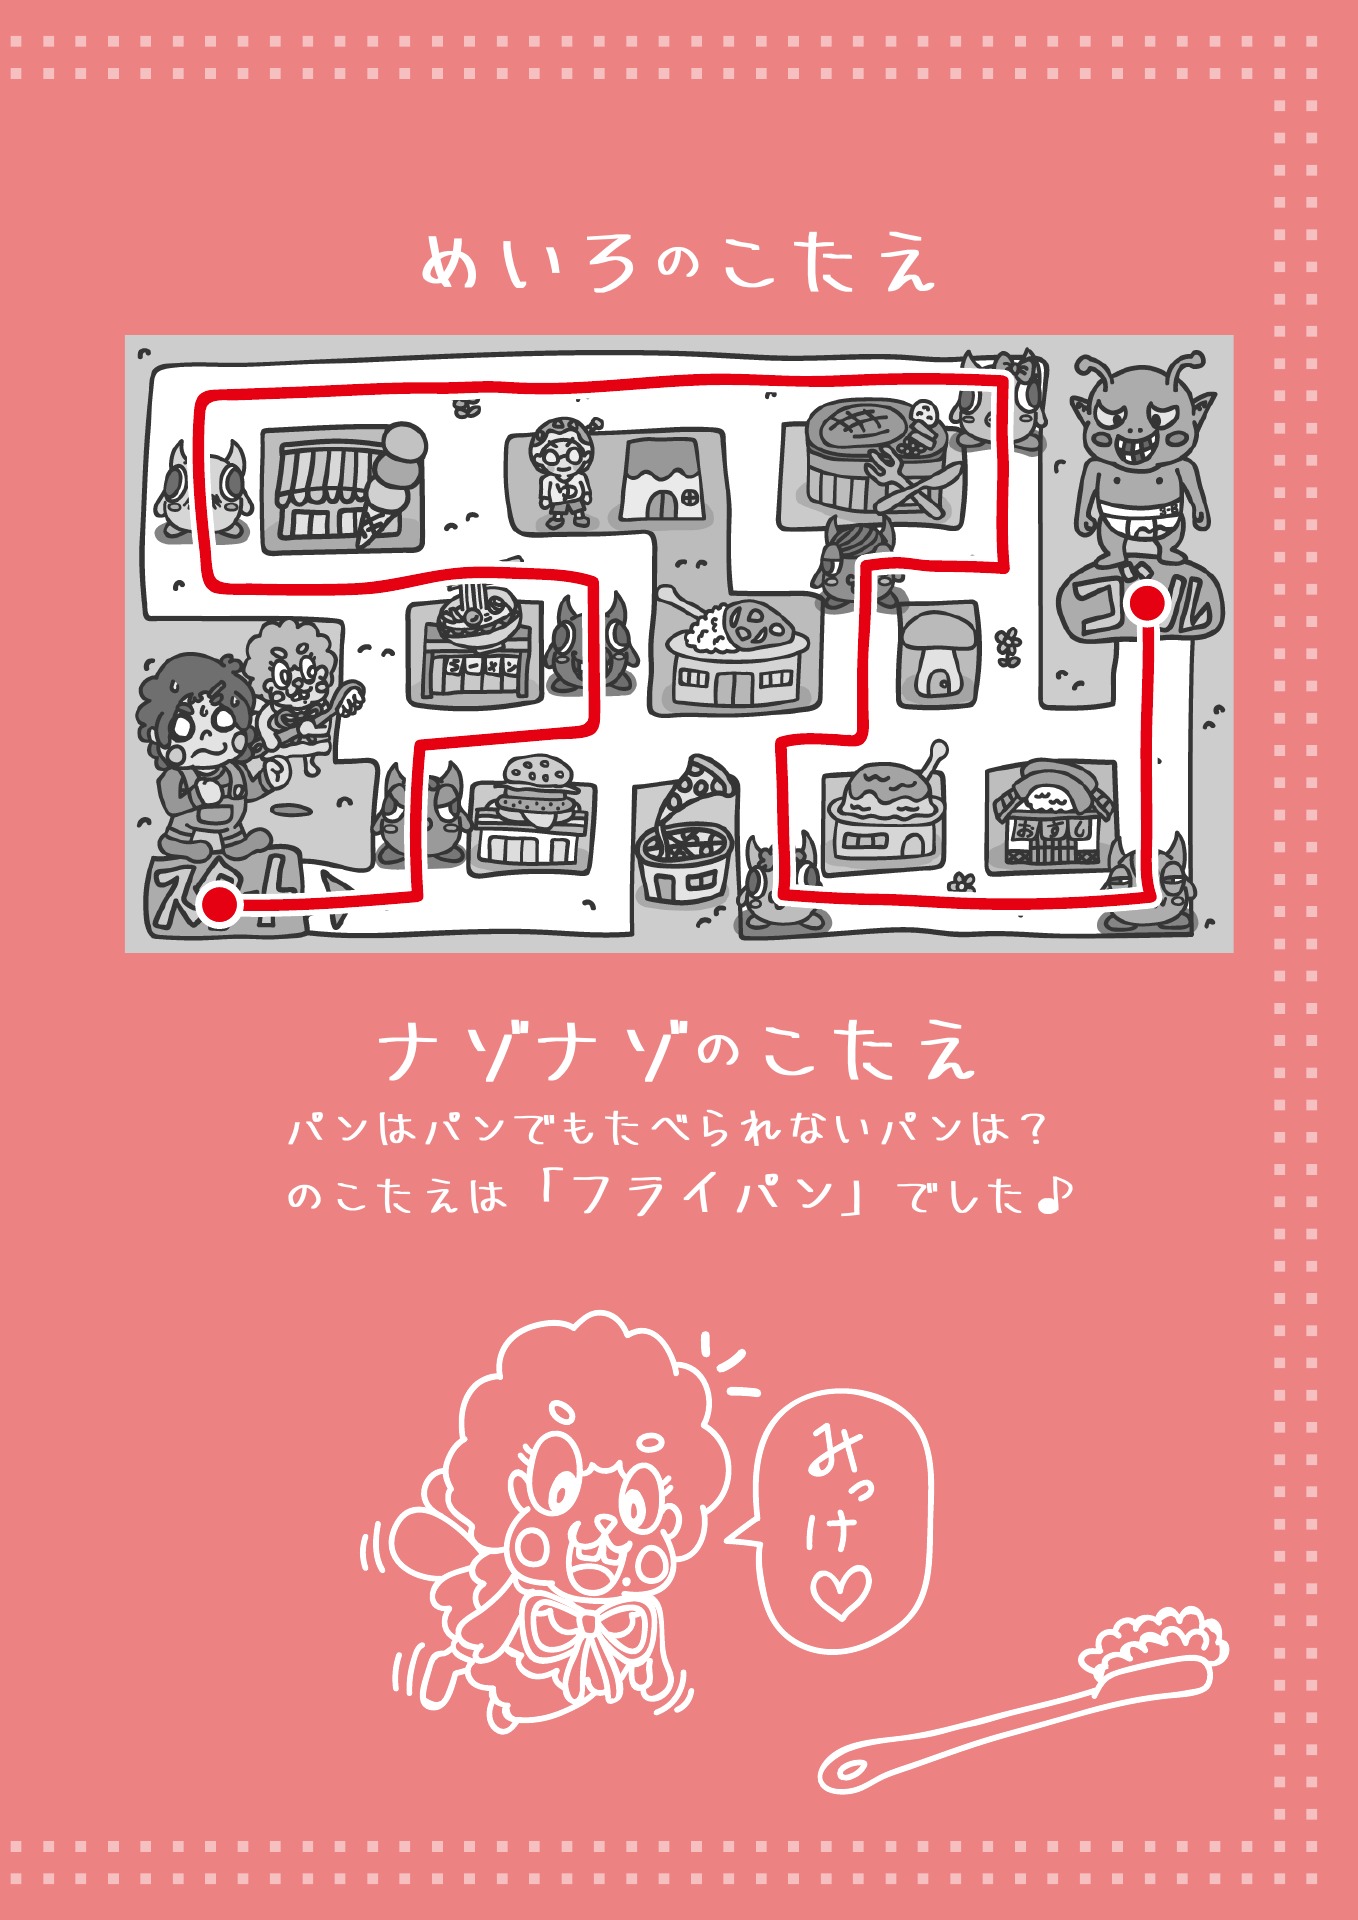 めいろのこたえ
ゴール
ラーメン
おすし
スタート
ナゾナゾのこたえ
パンはパンでもたべられないパンは？
のこたえは「フライパン」でした♪
みっけ♡